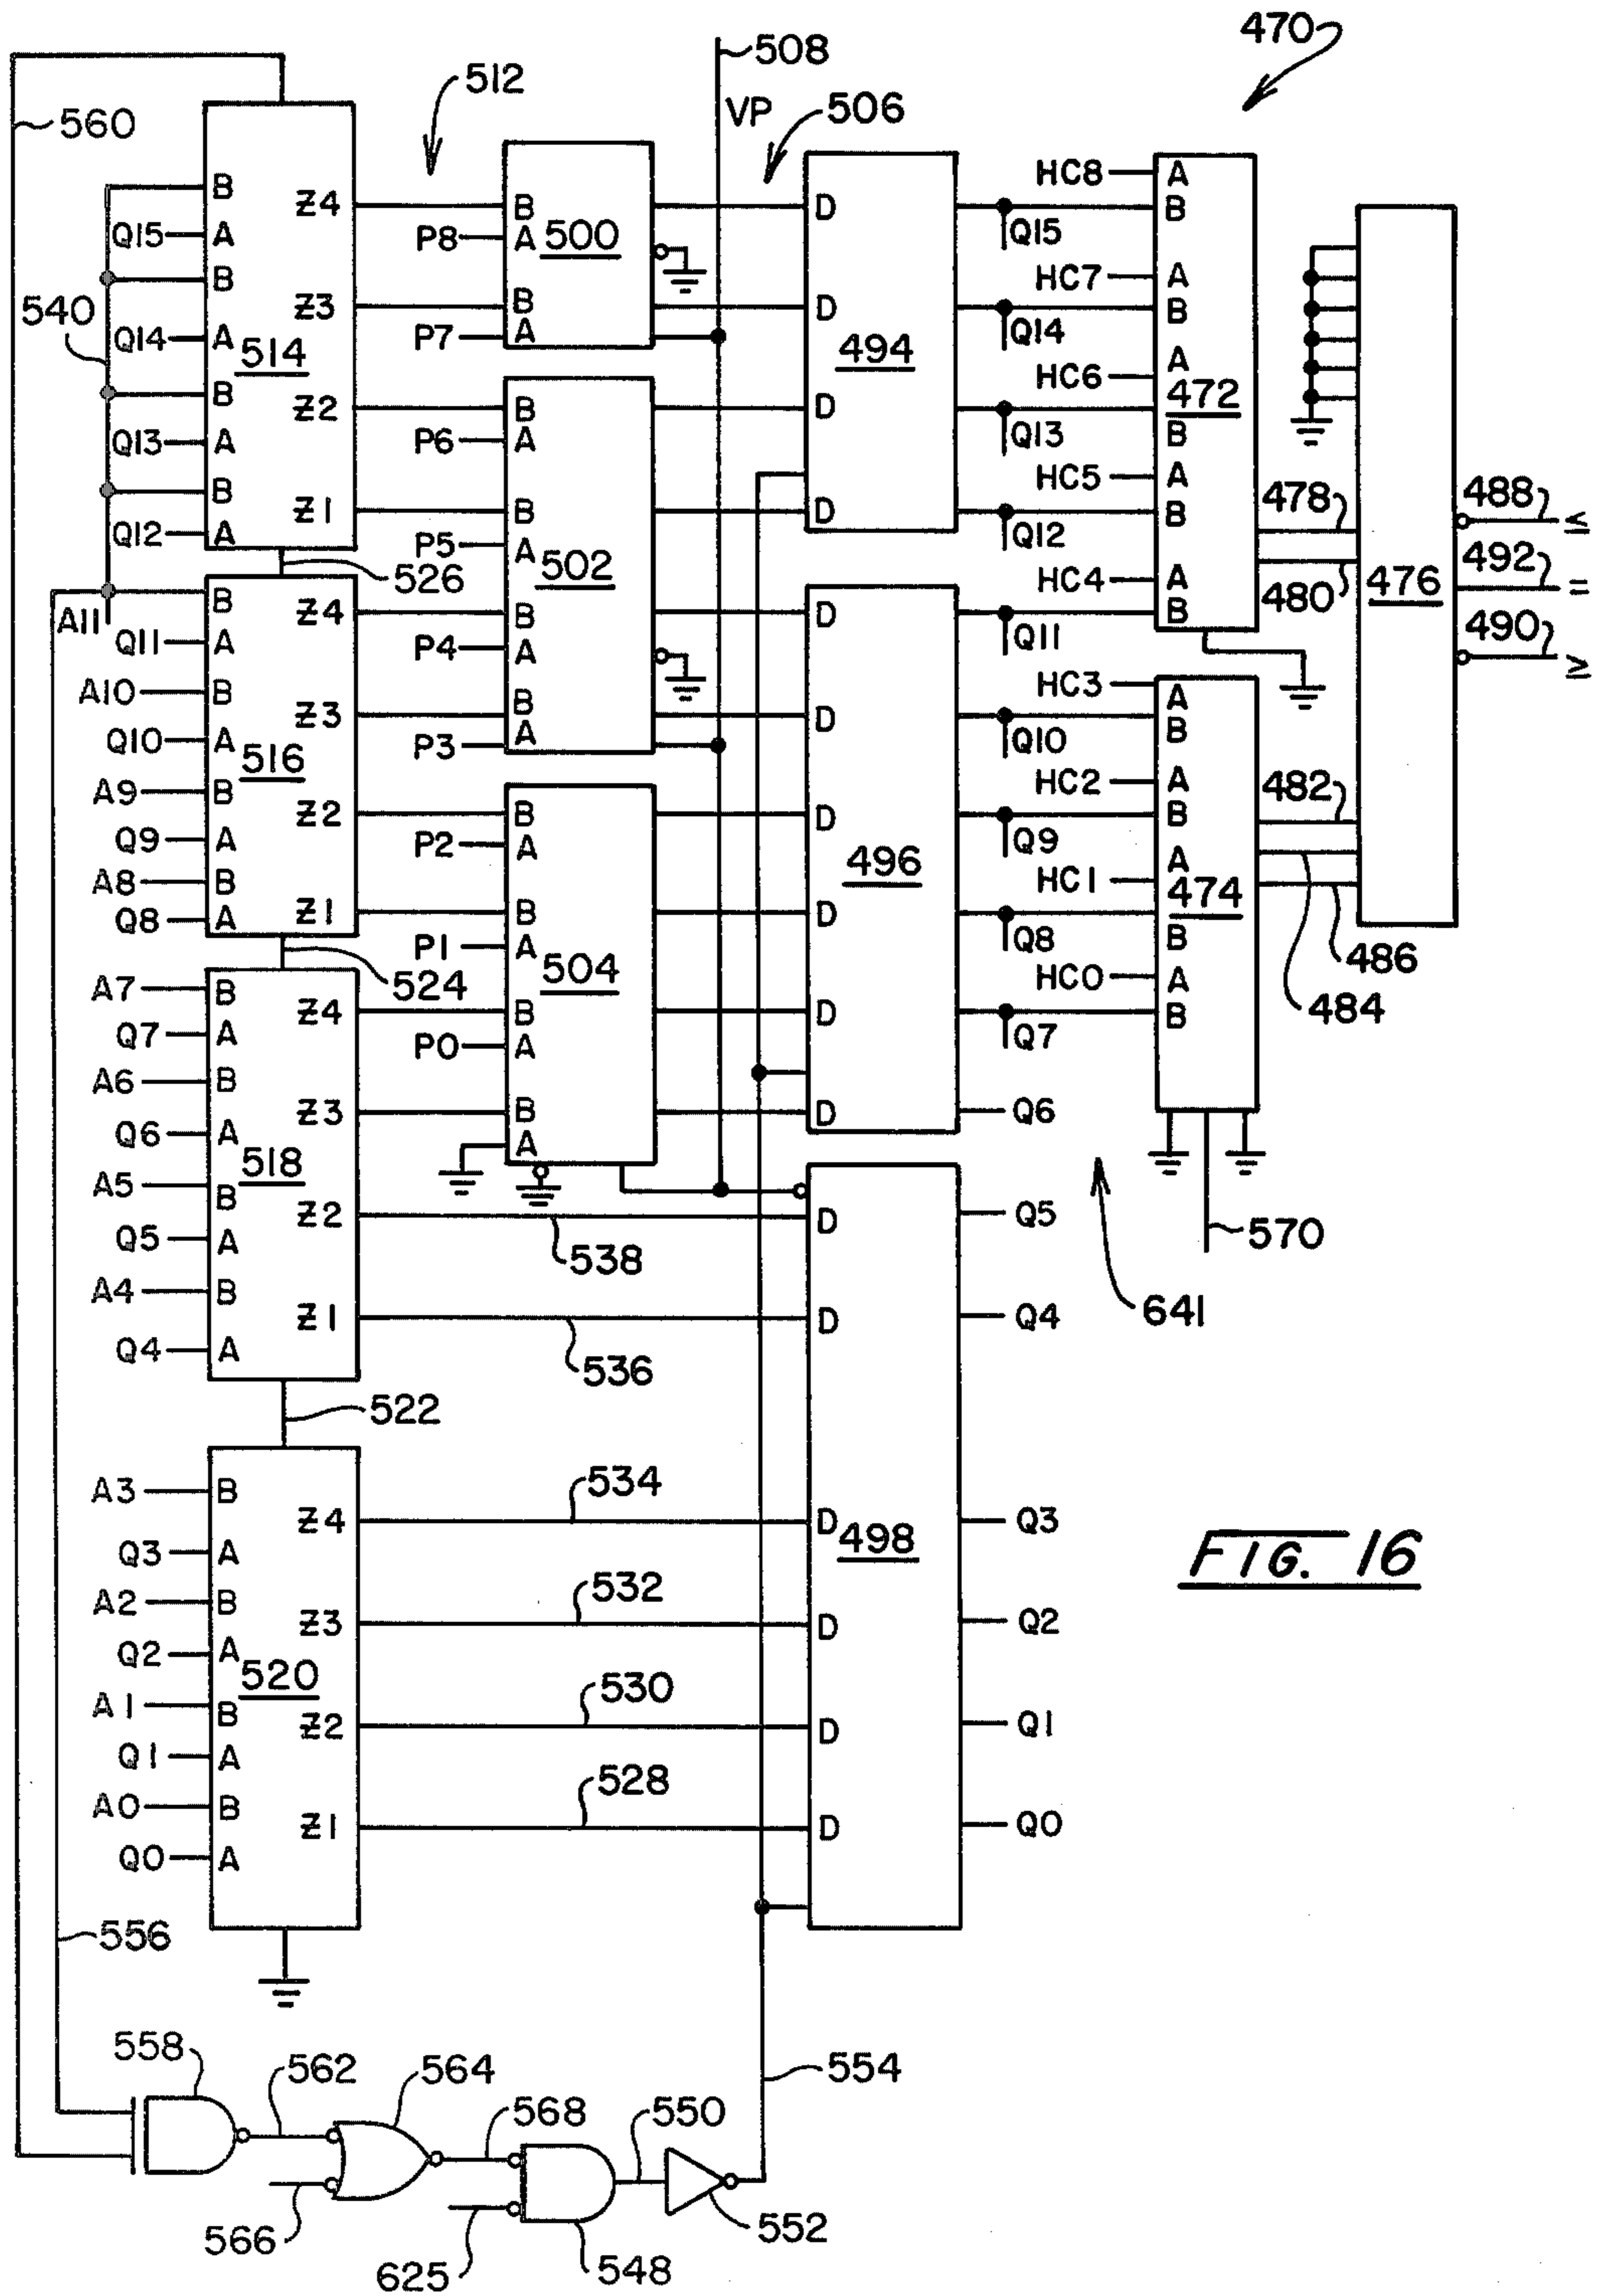 470
508
512
VP
506
560
HC8
A
B
B
Z4
B
D
Q15
Q15
A
P8
A
500
HC7
A
B
540
Z3
B
D
B
Q14
Q14
A
514
P7
A
494
HC6
A
472
B
Z2
B
D
Q13
B
Q13
A
P6
A
HC5
A
B
Z1
B
D
B
Q12
478
488
≤
Q12
A
P5
A
502
526
HC4
A
480
476
492
=
A11
B
Z4
B
D
Q11
B
490
≥
Q11
A
P4
A
HC3
A
A10
B
Z3
B
D
B
Q10
Q10
A
516
P3
A
HC2
A
482
A9
B
Z2
B
D
B
Q9
Q9
A
P2
A
496
A
HC1
474
A8
B
Z1
B
D
Q8
B
Q8
A
P1
A
504
524
486
484
A7
B
HC0
A
Z4
B
D
B
Q7
Q7
A
P0
A
A6
B
Z3
B
D
Q6
Q6
A
518
A
A5
B
Z2
D
Q5
570
Q5
A
538
A4
B
Z1
D
Q4
641
Q4
A
536
522
A3
B
534
Z4
D
498
Q3
Q3
A
A2
B
532
Z3
D
Q2
Q2
A
520
A1
B
530
Z2
D
Q1
Q1
A
A0
B
528
Z1
D
Q0
Q0
A
FIG. 16
556
558
562
564
568
550
554
566
625
548
552